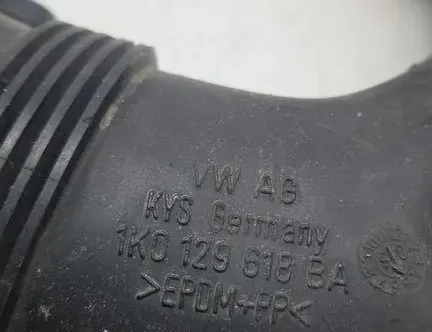 VW AG
KYS Germany
1K0 129 618 BA
>EPDM+PP<